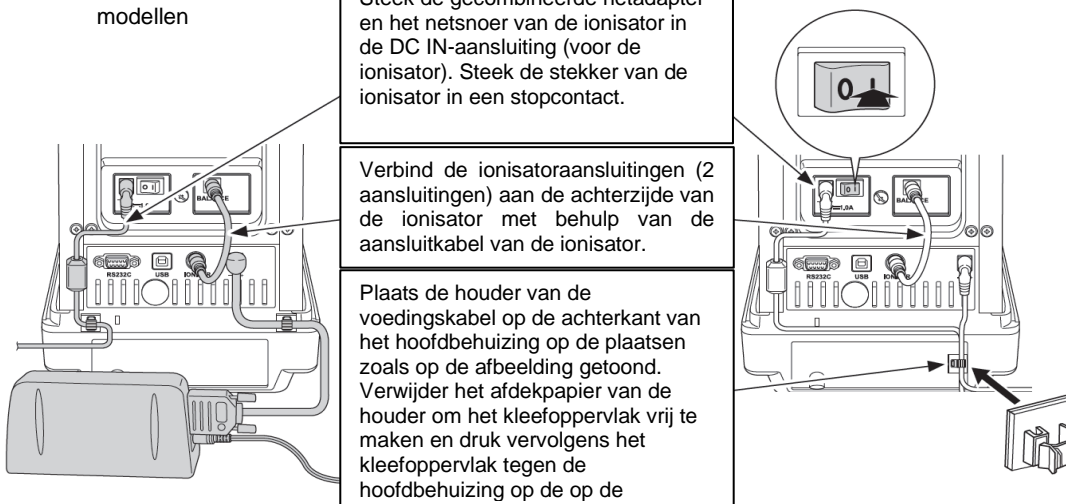 modellen
Steek de gecombineerde netadapter
en het netsnoer van de ionisator in
de DC IN-aansluiting (voor de
ionisator). Steek de stekker van de
ionisator in een stopcontact.
Verbind de ionisatoraansluitingen (2
aansluitingen) aan de achterzijde van
de ionisator met behulp van de
aansluitkabel van de ionisator.
Plaats de houder van de
voedingskabel op de achterkant van
het hoofdbehuizing op de plaatsen
zoals op de afbeelding getoond.
Verwijder het afdekpapier van de
houder om het kleefoppervlak vrij te
maken en druk vervolgens het
kleefoppervlak tegen de
hoofdbehuizing op de op de
RS232C USB
0 I
1,0A
RS232C USB